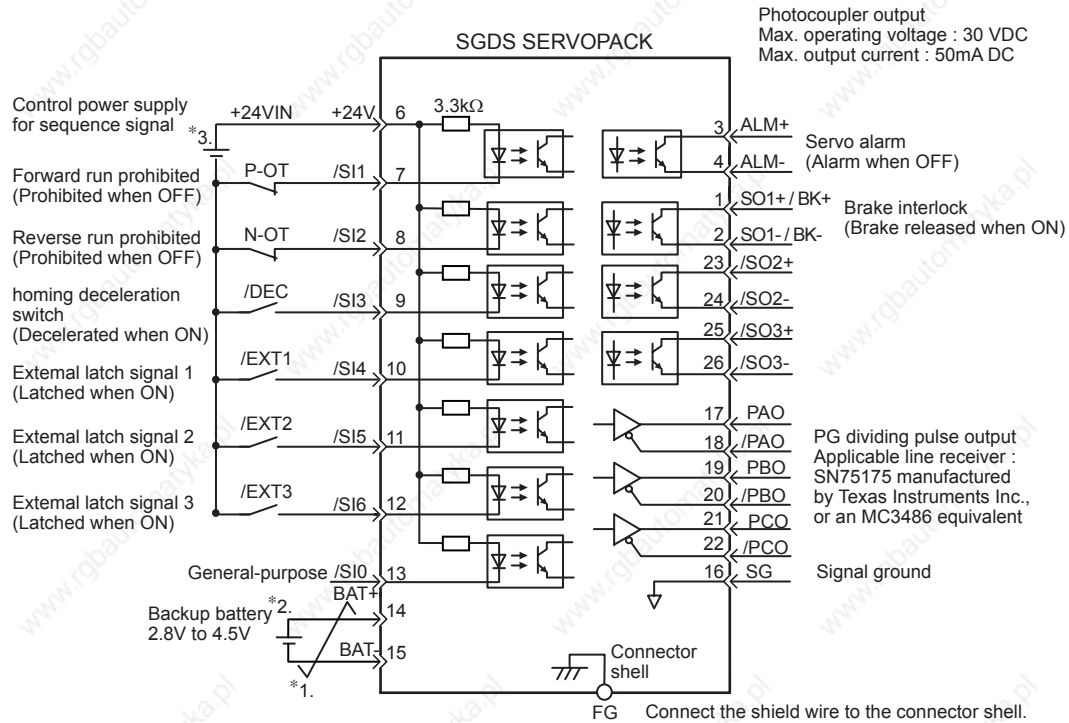 Photocoupler output
Max. operating voltage : 30 VDC
Max. output current : 50mA DC
SGDS SERVOPACK
Control power supply
for sequence signal
*3.
+24VIN
+24V
6
3.3kΩ
Forward run prohibited
(Prohibited when OFF)
P-OT
/SI1
7
Reverse run prohibited
(Prohibited when OFF)
N-OT
/SI2
8
homing deceleration
switch
(Decelerated when ON)
/DEC
/SI3
9
External latch signal 1
(Latched when ON)
/EXT1
/SI4
10
External latch signal 2
(Latched when ON)
/EXT2
/SI5
11
External latch signal 3
(Latched when ON)
/EXT3
/SI6
12
General-purpose
/SI0
13
Backup battery
2.8V to 4.5V
*2.
BAT+
14
BAT-
15
*1.
3 ALM+
4 ALM-
Servo alarm
(Alarm when OFF)
1 SO1+ / BK+
2 SO1- / BK-
Brake interlock
(Brake released when ON)
23 /SO2+
24 /SO2-
25 /SO3+
26 /SO3-
17 PAO
18 /PAO
19 PBO
20 /PBO
21 PCO
22 /PCO
PG dividing pulse output
Applicable line receiver :
SN75175 manufactured
by Texas Instruments Inc.,
or an MC3486 equivalent
16 SG
Signal ground
Connector
shell
FG
Connect the shield wire to the connector shell.
www.rgbautomatyka.pl